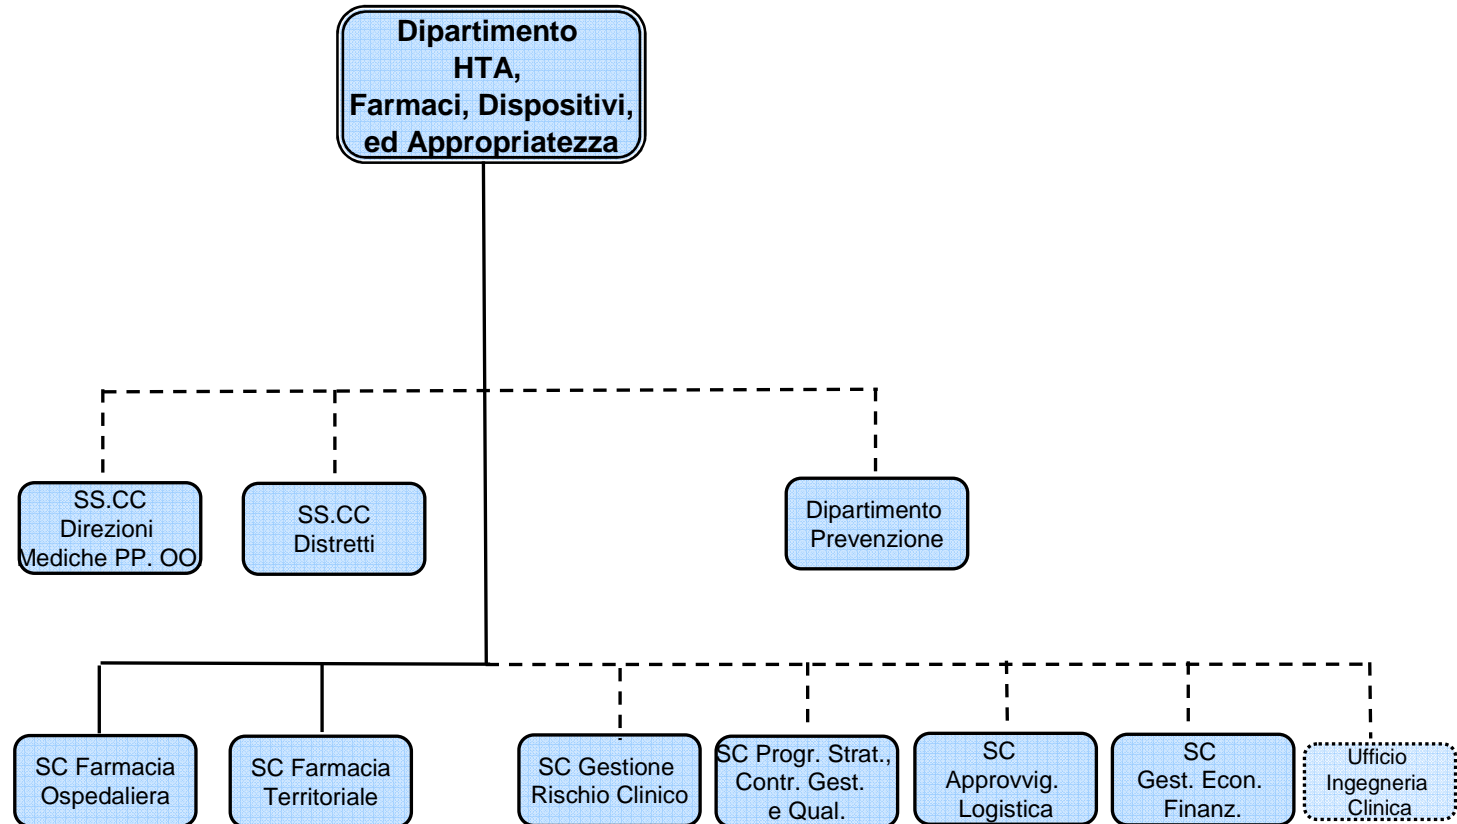 Dipartimento
HTA,
Farmaci, Dispositivi,
ed Appropriatezza
SS.CC
Direzioni
Mediche PP. OO
SS.CC
Distretti
Dipartimento
Prevenzione
SC Farmacia
Ospedaliera
SC Farmacia
Territoriale
SC Gestione
Rischio Clinico
SC Progr. Strat.,
Contr. Gest.
e Qual.
SC
Approvvig.
Logistica
SC
Gest. Econ.
Finanz.
Ufficio
Ingegneria
Clinica